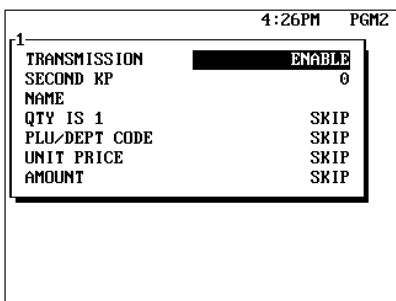 4:26PM PGM2
1
TRANSMISSION ENABLE
SECOND KP 0
NAME
QTY IS 1 SKIP
PLU/DEPT CODE SKIP
UNIT PRICE SKIP
AMOUNT SKIP